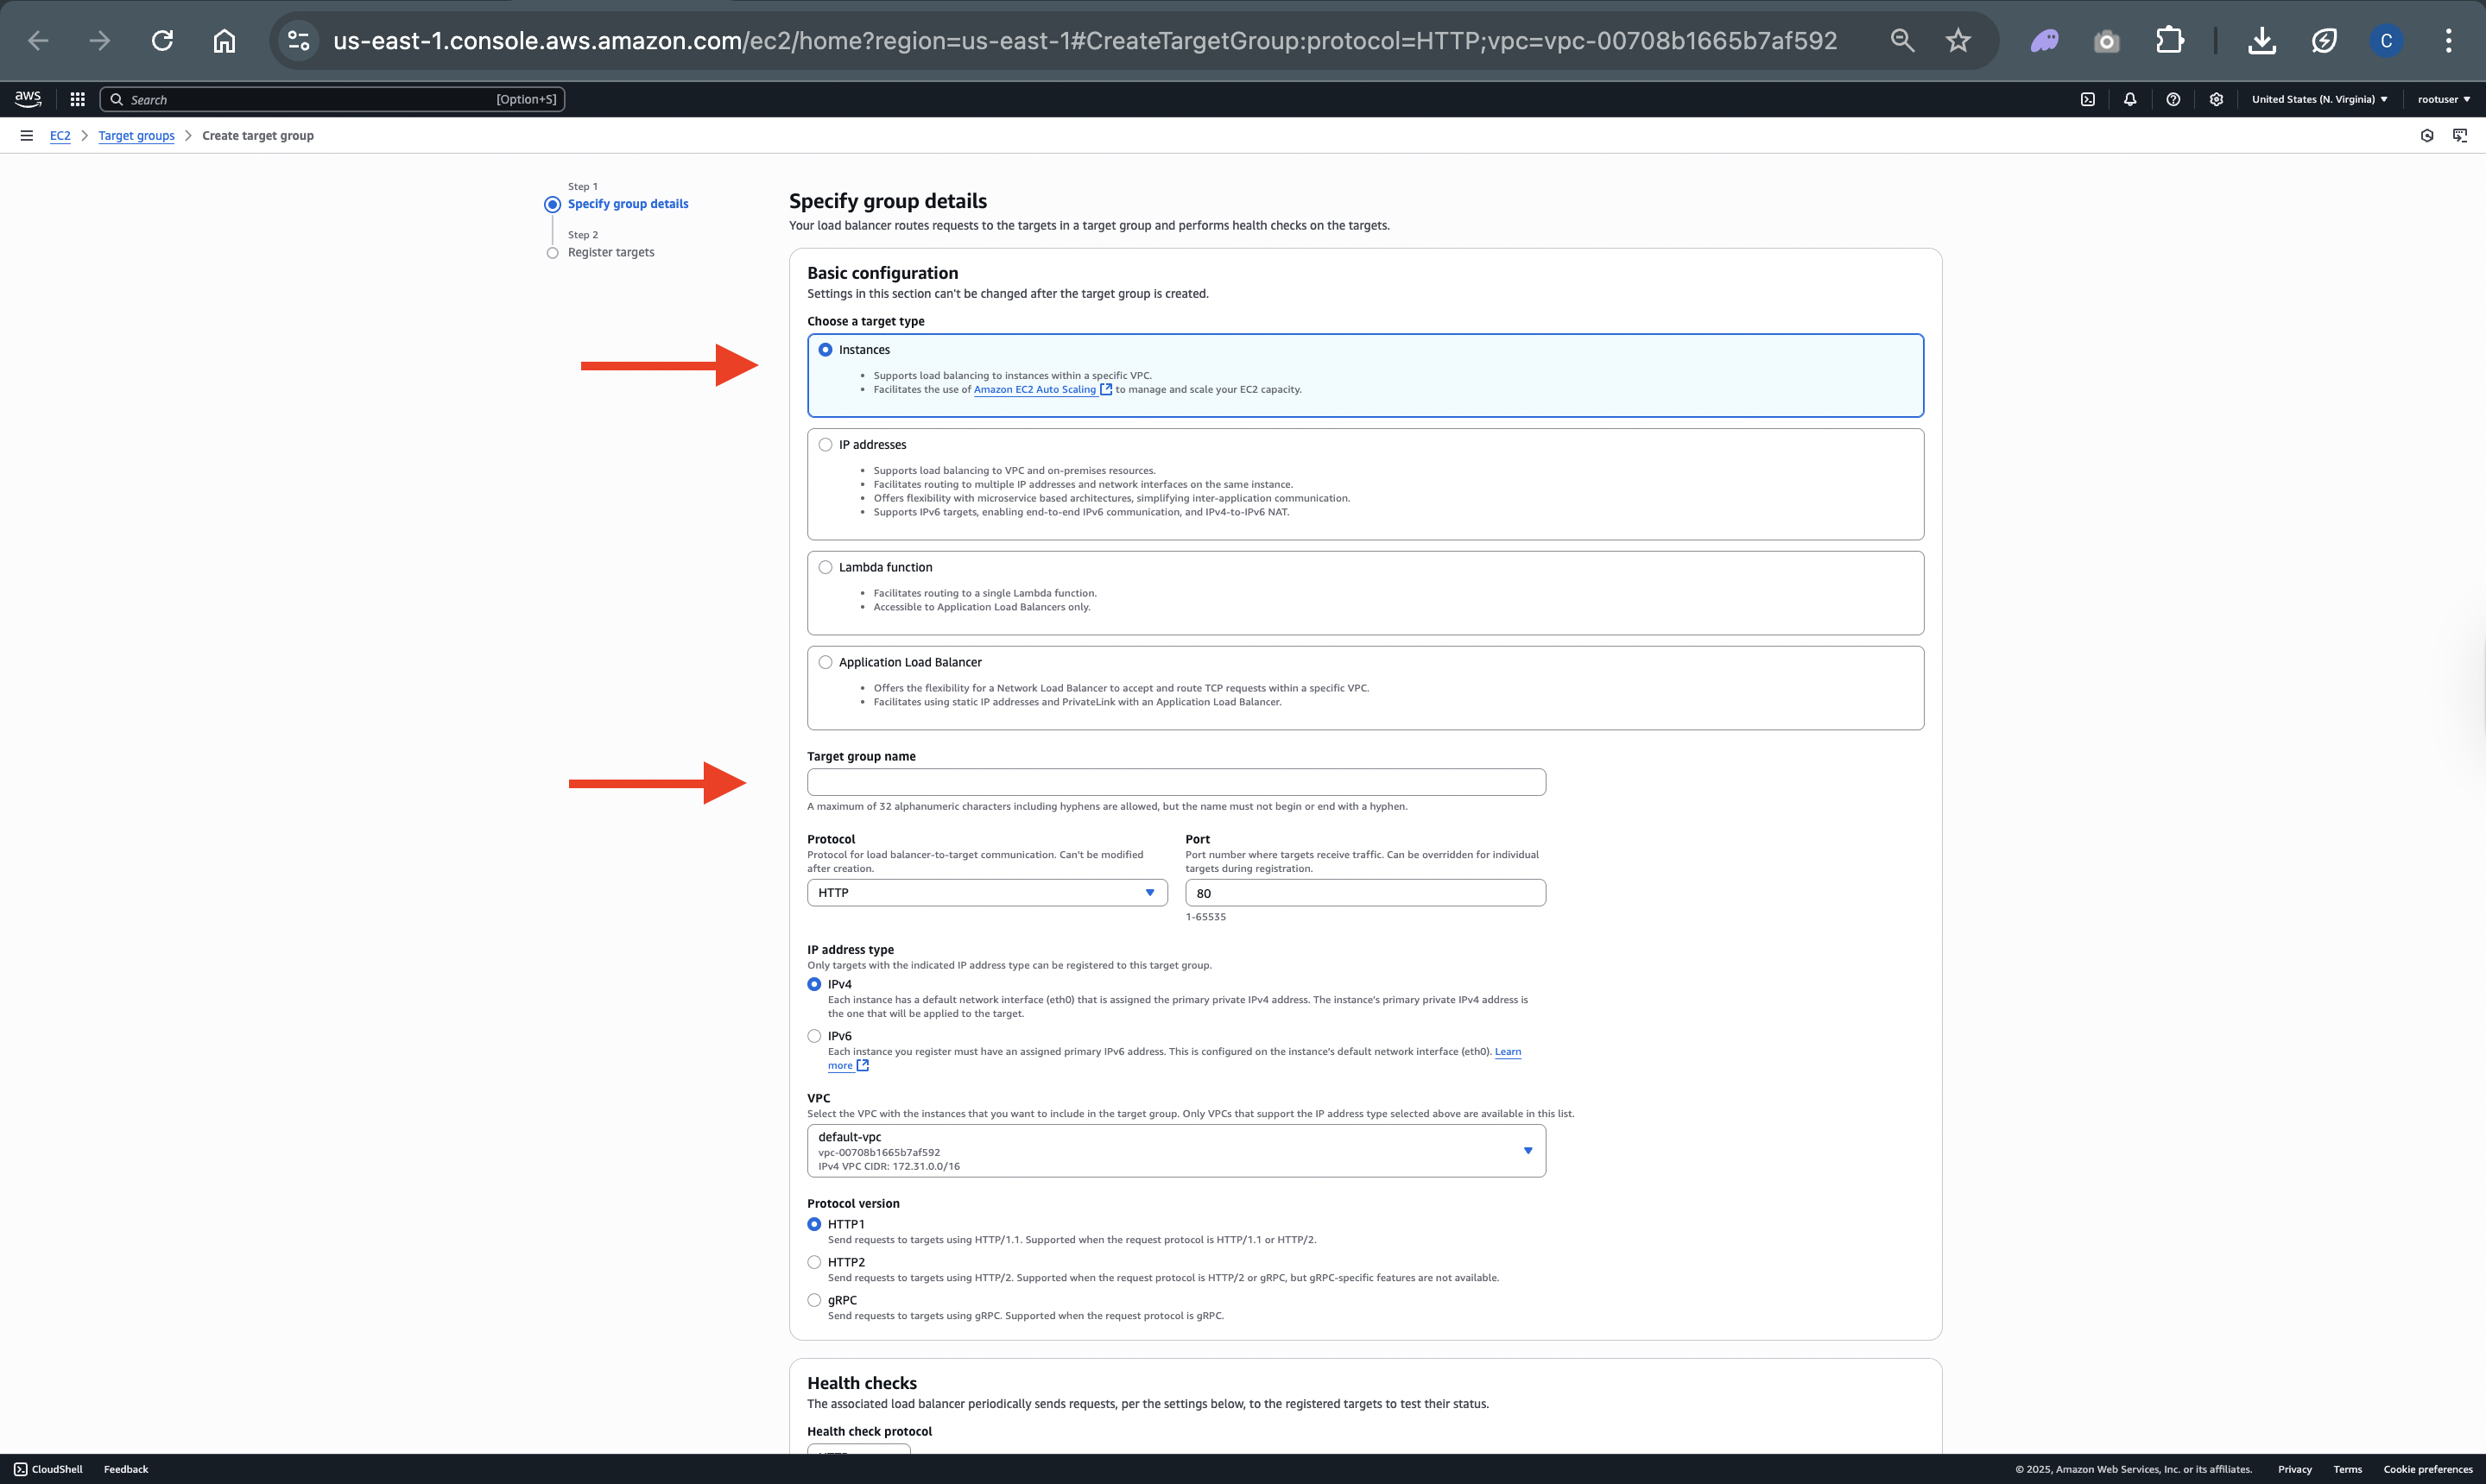 us-east-1.console.aws.amazon.com/ec2/home?region=us-east-1#CreateTargetGroup:protocol=HTTP;vpc=vpc-00708b1665b7af592
C
aws
Search
[Option+S]
United States (N. Virginia)
rootuser
EC2
Target groups
Create target group
Step 1
Specify group details
Step 2
Register targets
Specify group details
Your load balancer routes requests to the targets in a target group and performs health checks on the targets.
Basic configuration
Settings in this section can't be changed after the target group is created.
Choose a target type
Instances
Supports load balancing to instances within a specific VPC.
Facilitates the use of Amazon EC2 Auto Scaling to manage and scale your EC2 capacity.
IP addresses
Supports load balancing to VPC and on-premises resources.
Facilitates routing to multiple IP addresses and network interfaces on the same instance.
Offers flexibility with microservice based architectures, simplifying inter-application communication.
Supports IPv6 targets, enabling end-to-end IPv6 communication, and IPv4-to-IPv6 NAT.
Lambda function
Facilitates routing to a single Lambda function.
Accessible to Application Load Balancers only.
Application Load Balancer
Offers the flexibility for a Network Load Balancer to accept and route TCP requests within a specific VPC.
Facilitates using static IP addresses and PrivateLink with an Application Load Balancer.
Target group name
A maximum of 32 alphanumeric characters including hyphens are allowed, but the name must not begin or end with a hyphen.
Protocol
Protocol for load balancer-to-target communication. Can't be modified
after creation.
HTTP
Port
Port number where targets receive traffic. Can be overridden for individual
targets during registration.
80
1-65535
IP address type
Only targets with the indicated IP address type can be registered to this target group.
IPv4
Each instance has a default network interface (eth0) that is assigned the primary private IPv4 address. The instance's primary private IPv4 address is
the one that will be applied to the target.
IPv6
Each instance you register must have an assigned primary IPv6 address. This is configured on the instance's default network interface (eth0). Learn
more
VPC
Select the VPC with the instances that you want to include in the target group. Only VPCs that support the IP address type selected above are available in this list.
default-vpc
vpc-00708b1665b7af592
IPv4 VPC CIDR: 172.31.0.0/16
Protocol version
HTTP1
Send requests to targets using HTTP/1.1. Supported when the request protocol is HTTP/1.1 or HTTP/2.
HTTP2
Send requests to targets using HTTP/2. Supported when the request protocol is HTTP/2 or gRPC, but gRPC-specific features are not available.
gRPC
Send requests to targets using gRPC. Supported when the request protocol is gRPC.
Health checks
The associated load balancer periodically sends requests, per the settings below, to the registered targets to test their status.
Health check protocol
CloudShell
Feedback
© 2025, Amazon Web Services, Inc. or its affiliates.
Privacy
Terms
Cookie preferences